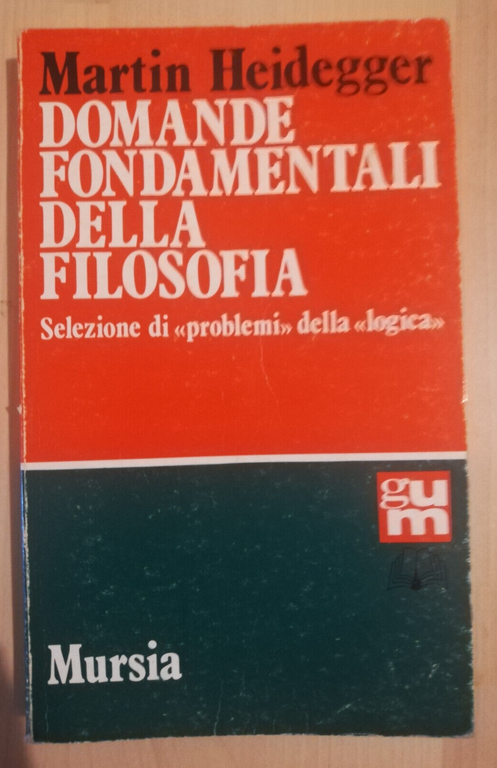 Martin Heidegger
DOMANDE
FONDAMENTALI
DELLA
FILOSOFIA
Selezione di «problemi» della «logica»
gu
m
Mursia